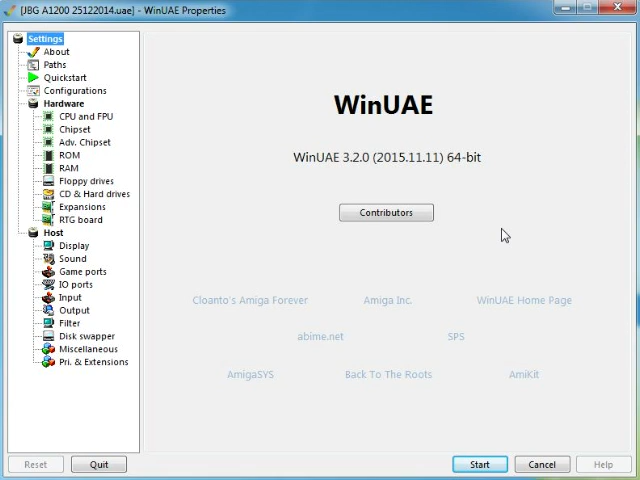 [JBG A1200 25122014.uae] - WinUAE Properties
Settings
About
Paths
Quickstart
Configurations
Hardware
CPU and FPU
Chipset
Adv. Chipset
ROM
RAM
Floppy drives
CD & Hard drives
Expansions
RTG board
Host
Display
Sound
Game ports
IO ports
Input
Output
Filter
Disk swapper
Miscellaneous
Pri. & Extensions
WinUAE
WinUAE 3.2.0 (2015.11.11) 64-bit
Contributors
Cloanto's Amiga Forever Amiga Inc. WinUAE Home Page
abime.net SPS
AmigaSYS Back To The Roots AmiKit
Reset Quit Start Cancel Help